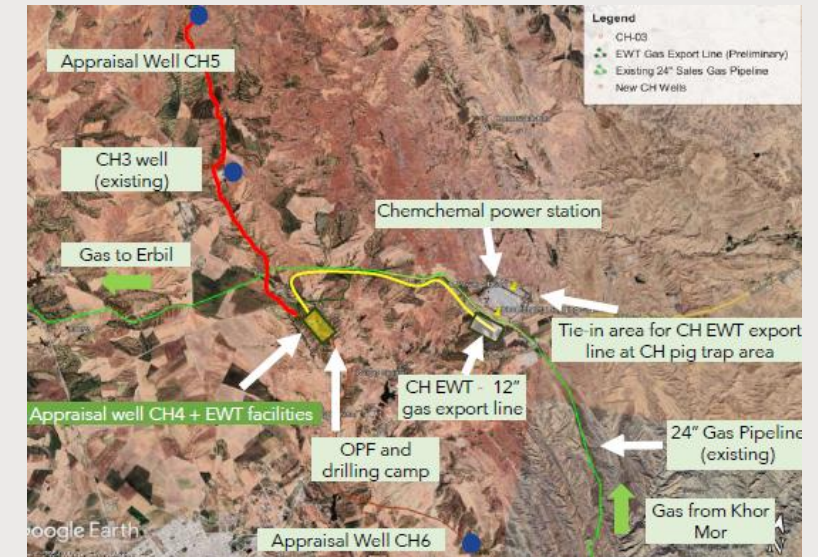 Legend
CH-03
EWT Gas Export Line (Preliminary)
Existing 24" Sales Gas Pipeline
New CH Wells
Appraisal Well CH5
CH3 well
(existing)
Chemchemal power station
Gas to Erbil
Tie-in area for CH EWT export
line at CH pig trap area
CH EWT - 12"
gas export line
Appraisal well CH4 + EWT facilities
OPF and
drilling camp
24" Gas Pipeline
(existing)
Gas from Khor
Mor
Appraisal Well CH6
oogle Earth